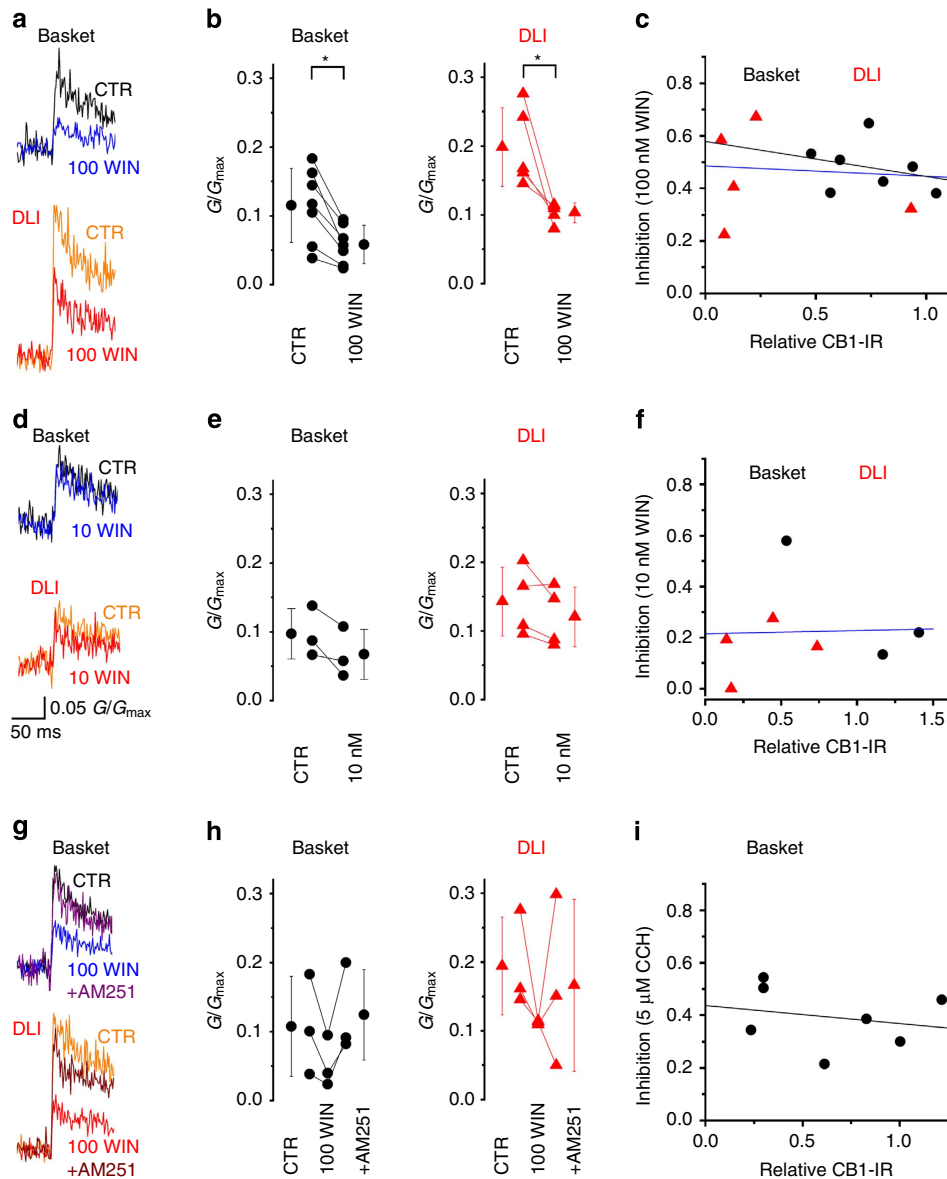 a
Basket
CTR
100 WIN
DLI
CTR
100 WIN
b
Basket
*
0.3
0.2
0.1
0.0
G/Gmax
CTR
100 WIN
DLI
*
0.3
0.2
0.1
0.0
G/Gmax
CTR
100 WIN
c
Basket DLI
0.8
0.6
0.4
0.2
0.0
Inhibition (100 nM WIN)
0.0 0.5 1.0
Relative CB1-IR
d
Basket
CTR
10 WIN
DLI
CTR
10 WIN
0.05 G/Gmax
50 ms
e
Basket
0.3
0.2
0.1
0.0
G/Gmax
CTR
10 nM
DLI
0.3
0.2
0.1
0.0
G/Gmax
CTR
10 nM
f
Basket DLI
0.8
0.6
0.4
0.2
0.0
Inhibition (10 nM WIN)
0.0 0.5 1.0 1.5
Relative CB1-IR
g
Basket
CTR
100 WIN
+AM251
DLI
CTR
100 WIN
+AM251
h
Basket
0.3
0.2
0.1
0.0
G/Gmax
CTR
100 WIN
+AM251
DLI
0.3
0.2
0.1
0.0
G/Gmax
CTR
100 WIN
+AM251
i
Basket
0.8
0.6
0.4
0.2
0.0
Inhibition (5 μM CCH)
0.0 0.5 1.0
Relative CB1-IR